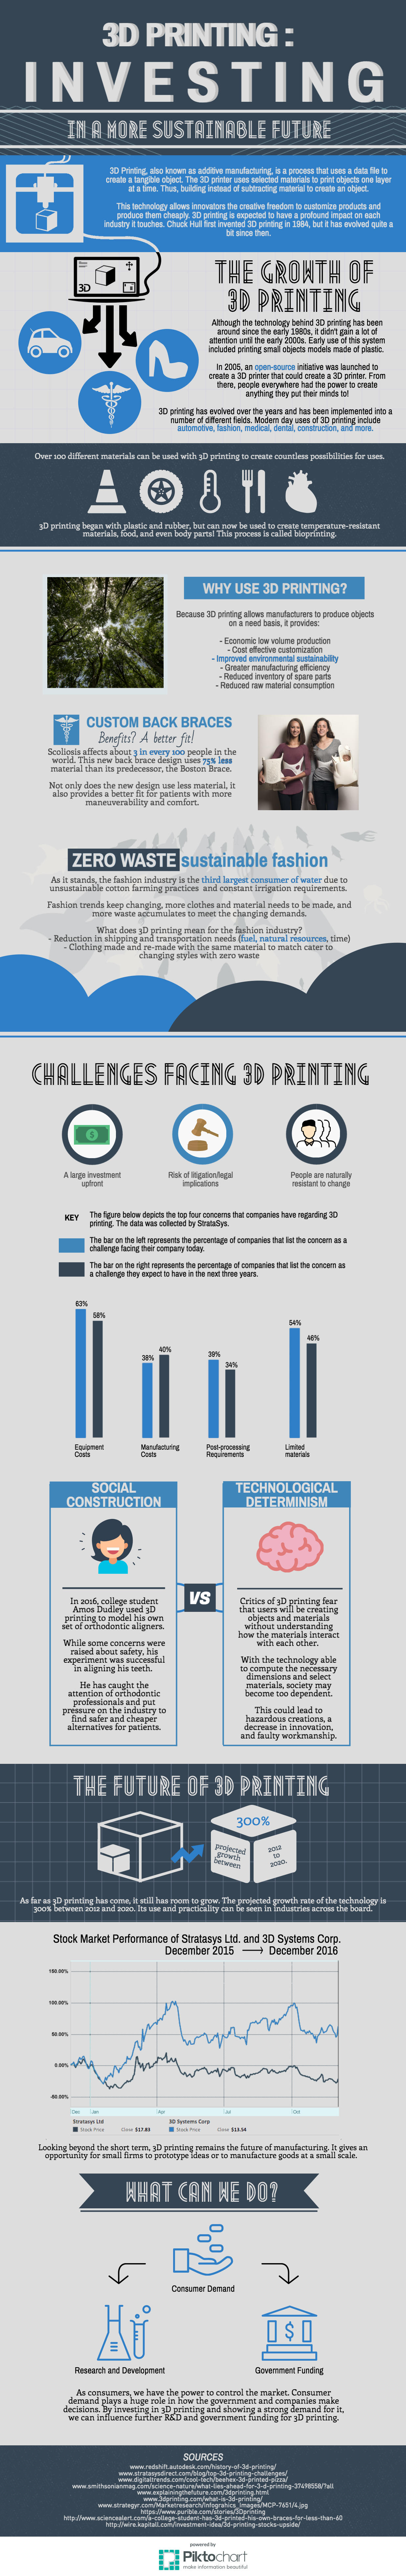 3D PRINTING :
INVESTING
IN A MORE SUSTAINABLE FUTURE
3D Printing, also known as additive manufacturing, is a process that uses a data file to
create a tangible object. The 3D printer uses selected materials to print objects one layer
at a time. Thus, building instead of subtracting material to create an object.
This technology allows innovators the creative freedom to customize products and
produce them cheaply. 3D printing is expected to have a profound impact on each
industry it touches. Chuck Hull first invented 3D printing in 1984, but it has evolved quite a
bit since then.
3D
THE GROWTH OF
3D PRINTING
Although the technology behind 3D printing has been
around since the early 1980s, it didn't gain a lot of
attention until the early 2000s. Early use of this system
included printing small objects and models made of plastic.
In 2005, an open-source initiative was launched to
create a 3D printer that could create a 3D printer. From
there, people everywhere had the power to create
anything they put their minds to!
3D printing has evolved over the years and has been implemented into a
number of different fields. Modern day uses of 3D printing include
automotive, fashion, medical, dental, construction, and more.
Over 100 different materials can be used with 3D printing to create countless possibilities for uses.
3D printing began with plastic and rubber, but can now be used to create temperature-resistant
materials, food, and even body parts! This process is called bioprinting.
WHY USE 3D PRINTING?
Because 3D printing allows manufacturers to produce objects
on a need basis, it provides:
- Economic low volume production
- Cost effective customization
- Improved environmental sustainability
- Greater manufacturing efficiency
- Reduced inventory of spare parts
- Reduced raw material consumption
CUSTOM BACK BRACES
Benefits? A better fit!
Scoliosis affects about 3 in every 100 people in the
world. This new back brace design uses 75% less
material than its predecessor, the Boston Brace.
Not only does the new design use less material, it
also provides a better fit for patients with more
maneuverability and comfort.
ZERO WASTE sustainable fashion
As it stands, the fashion industry is the third largest consumer of water due to
unsustainable cotton farming practices and constant irrigation requirements.
Fashion trends keep changing, more clothes and material needs to be made, and
more waste accumulates to meet the changing demands.
What does 3D printing mean for the fashion industry?
- Reduction in shipping and transportation needs (fuel, natural resources, time)
- Clothing made and re-made with the same material to match cater to
changing styles with zero waste
CHALLENGES FACING 3D PRINTING
A large investment
upfront
Risk of litigation/legal
implications
People are naturally
resistant to change
KEY
The figure below depicts the top four concerns that companies have regarding 3D
printing. The data was collected by StrataSys.
The bar on the left represents the percentage of companies that list the concern as a
challenge facing their company today.
The bar on the right represents the percentage of companies that list the concern as
a challenge they expect to have in the next three years.
63%
58%
38%
40%
39%
34%
54%
46%
Equipment
Costs
Manufacturing
Costs
Post-processing
Requirements
Limited
materials
SOCIAL
CONSTRUCTION
In 2016, college student
Amos Dudley used 3D
printing to model his own
set of orthodontic aligners.
While some concerns were
raised about safety, his
experiment was successful
in aligning his teeth.
He has caught the
attention of orthodontic
professionals and put
pressure on the industry to
find safer and cheaper
alternatives for patients.
VS
TECHNOLOGICAL
DETERMINISM
Critics of 3D printing fear
that users will be creating
objects and materials
without understanding
how the materials interact
with each other.
With the technology able
to compute the necessary
dimensions and select
materials, society may
become too dependent.
This could lead to
hazardous creations, a
decrease in innovation,
and faulty workmanship.
THE FUTURE OF 3D PRINTING
300%
projected
growth
between
2012
to
2020.
As far as 3D printing has come, it still has room to grow. The projected growth rate of the technology is
300% between 2012 and 2020. Its use and practicality can be seen in industries across the board.
Stock Market Performance of Stratasys Ltd. and 3D Systems Corp.
December 2015 → December 2016
150.00%
100.00%
50.00%
0.00%
-50.00%
Dec
Jan
Apr
Jul
Oct
Stratasys Ltd
Stock Price Close $17.83
3D Systems Corp
Stock Price Close $13.54
Looking beyond the short term, 3D printing remains the future of manufacturing. It gives an
opportunity for small firms to prototype ideas or to manufacture goods at a small scale.
WHAT CAN WE DO?
Consumer Demand
Research and Development
Government Funding
As consumers, we have the power to control the market. Consumer
demand plays a huge role in how the government and companies make
decisions. By investing in 3D printing and showing a strong demand for it,
we can influence further R&D and government funding for 3D printing.
SOURCES
www.redshift.autodesk.com/history-of-3d-printing/
www.stratasysdirect.com/blog/top-3d-printing-challenges/
www.digitaltrends.com/cool-tech/beehex-3d-printed-pizza/
www.smithsonianmag.com/science-nature/what-lies-ahead-for-3-d-printing-37498558/?all
www.explainingthefuture.com/3dprinting.html
www.3dprinting.com/what-is-3d-printing/
www.strategyr.com/Marketresearch/Infographics_Images/MCP-7651/4.jpg
https://www.purible.com/stories/3Dprinting
http://www.sciencealert.com/a-college-student-has-3d-printed-his-own-braces-for-less-than-60
http://wire.kapitall.com/investment-idea/3d-printing-stocks-upside/
powered by
Piktochart
make information beautiful